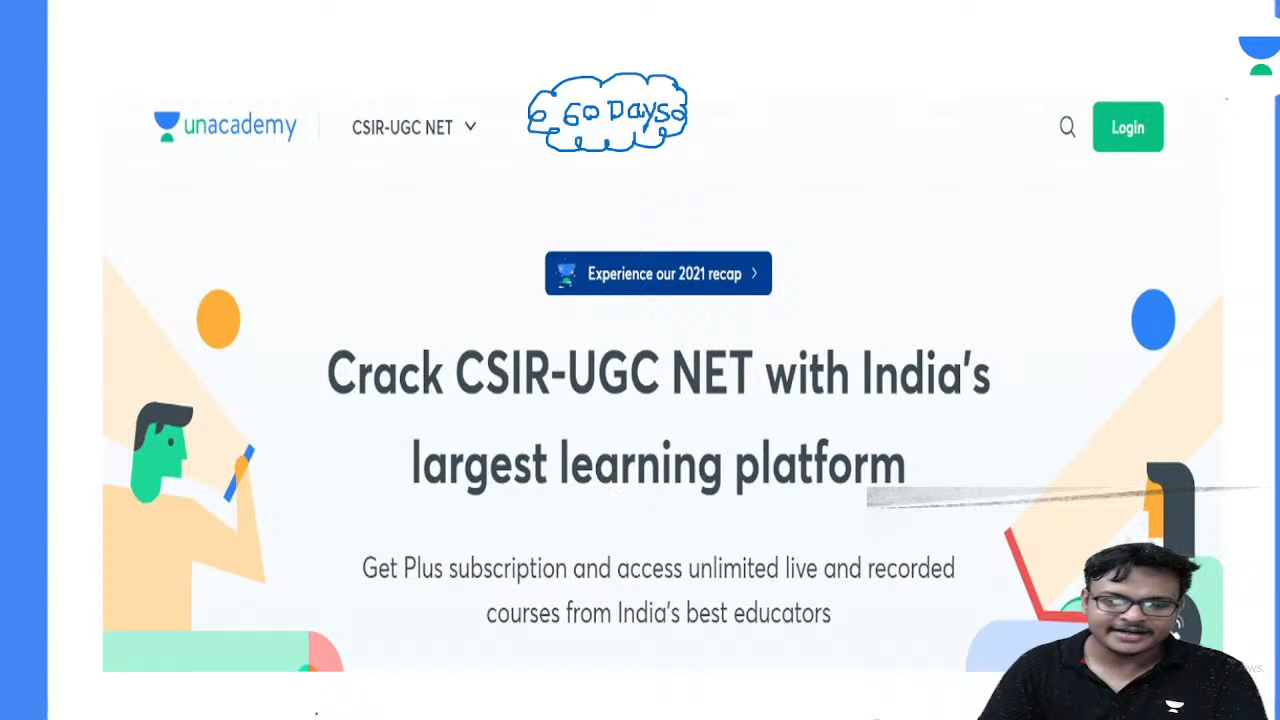 60 Days
unacademy
CSIR-UGC NET
Login
Experience our 2021 recap
Crack CSIR-UGC NET with India's
largest learning platform
Get Plus subscription and access unlimited live and recorded
courses from India's best educators